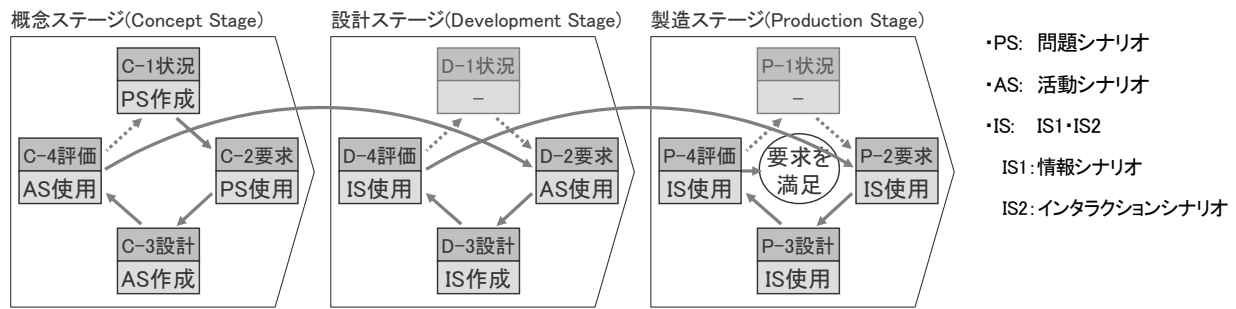 概念ステージ(Concept Stage)
C-1状況
PS作成
C-4評価
AS使用
C-2要求
PS使用
C-3設計
AS作成
設計ステージ(Development Stage)
D-1状況
-
D-4評価
IS使用
D-2要求
AS使用
D-3設計
IS作成
製造ステージ(Production Stage)
P-1状況
-
P-4評価
IS使用
要求を
満足
P-2要求
IS使用
P-3設計
IS使用
・PS: 問題シナリオ
・AS: 活動シナリオ
・IS: IS1・IS2
IS1:情報シナリオ
IS2:インタラクションシナリオ